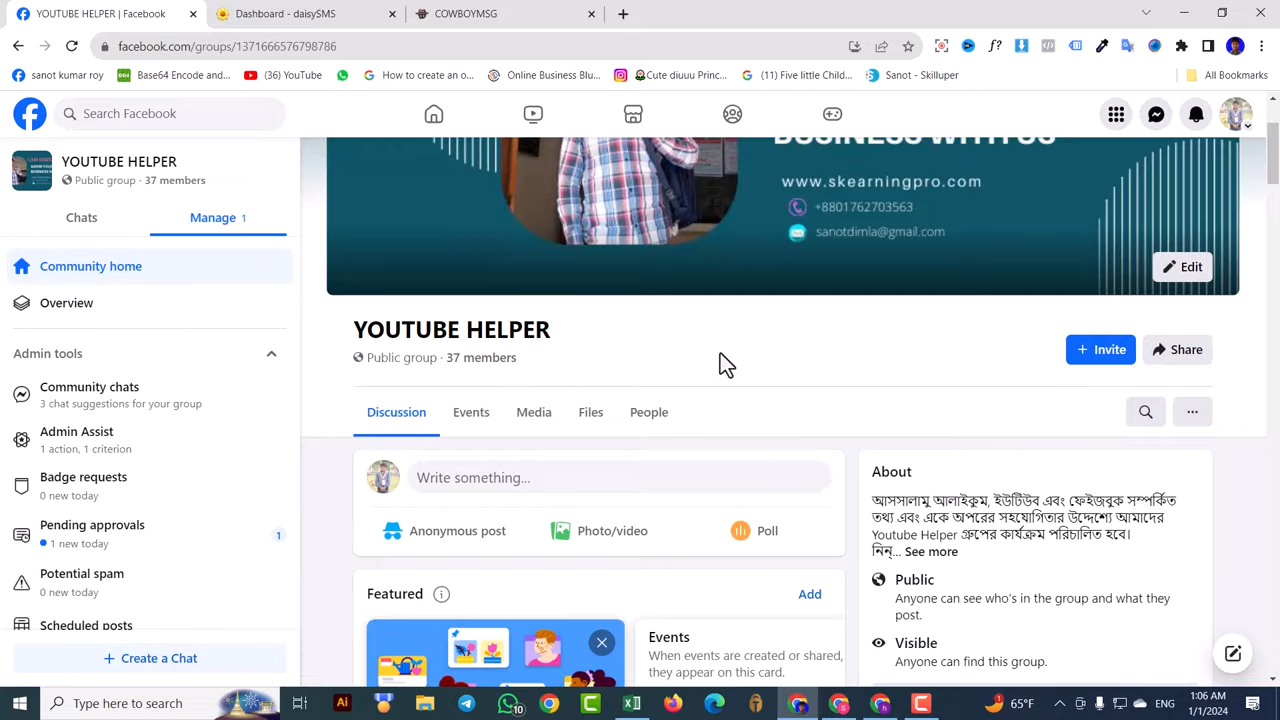 YOUTUBE HELPER | Facebook
Dashboard - daisySMS
COWBOYMSG
facebook.com/groups/1371666576798786
sanot kumar roy
Base64 Encode and...
(36) YouTube
How to create an o...
Online Business Blu...
Cute diuuu Princ...
(11) Five little Child...
Sanot - Skilluper
All Bookmarks
Search Facebook
YOUTUBE HELPER
Public group · 37 members
Chats
Manage 1
Community home
Overview
Admin tools
Community chats
3 chat suggestions for your group
Admin Assist
1 action, 1 criterion
Badge requests
0 new today
Pending approvals
1 new today
1
Potential spam
0 new today
Scheduled posts
+ Create a Chat
BUSINESS WITH US
www.skearningpro.com
+8801762703563
sanotdimla@gmail.com
Edit
YOUTUBE HELPER
Public group · 37 members
+ Invite
Share
Discussion
Events
Media
Files
People
Write something...
Anonymous post
Photo/video
Poll
Featured
Add
Events
When events are created or shared,
they appear on this card.
About
আসসালামু আলাইকুম, ইউটিউব এবং ফেইজবুক সম্পর্কিত
তথ্য এবং একে অপরের সহযোগিতার উদ্দেশ্যে আমাদের
Youtube Helper গ্রুপের কার্যক্রম পরিচালিত হবে।
নিন্... See more
Public
Anyone can see who's in the group and what they
post.
Visible
Anyone can find this group.
Type here to search
10
65°F
ENG
1:06 AM
1/1/2024